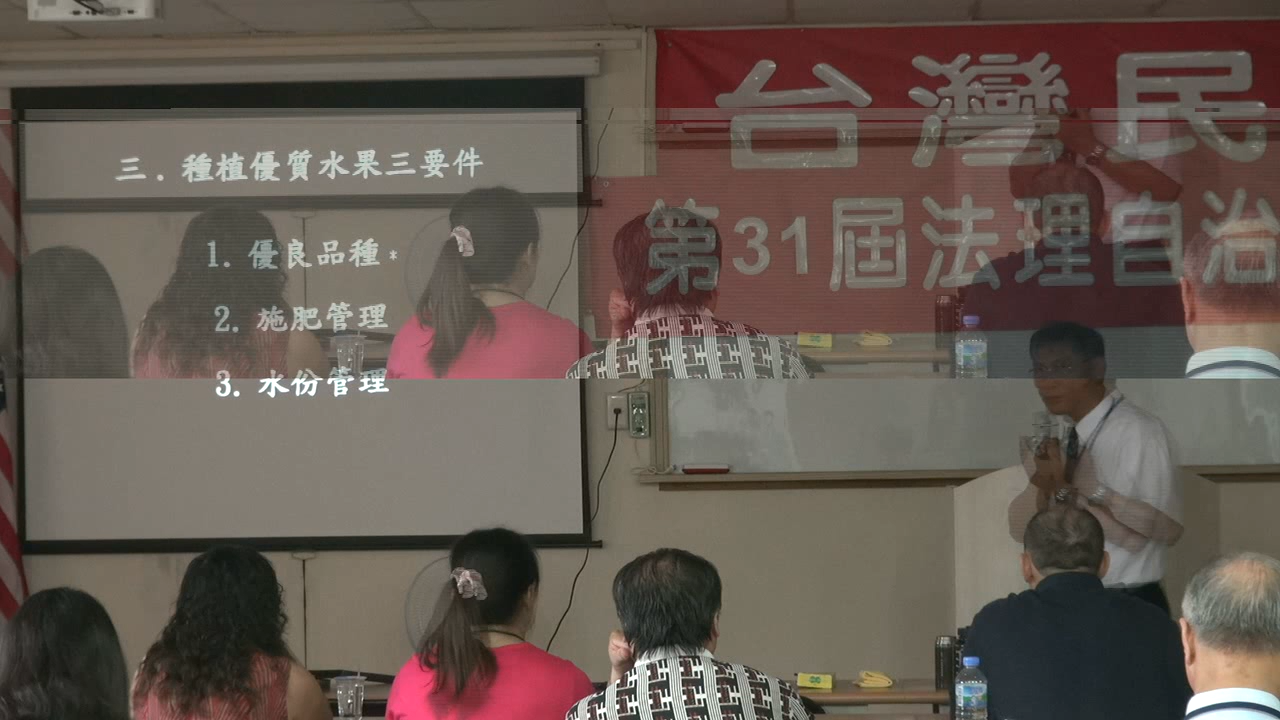 三．種植優質水果三要件
1. 優良品種*
2. 施肥管理
3. 水份管理
台灣民
第31屆法理自治